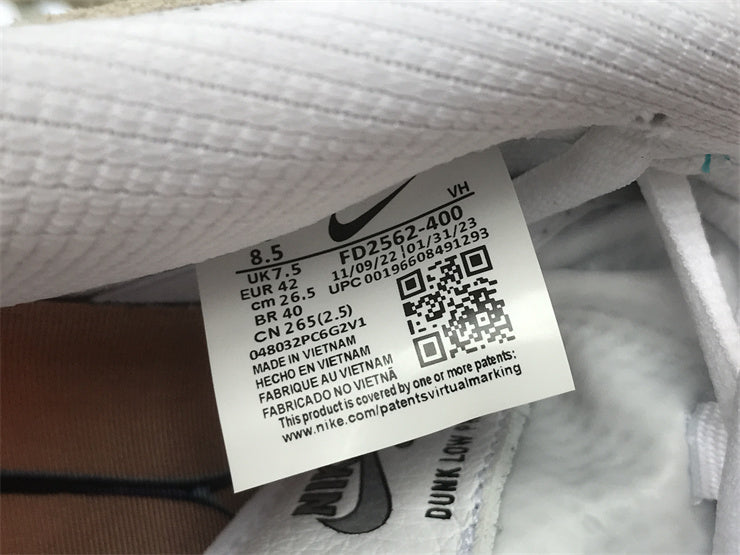 VH
8.5
FD2562-400
UK 7.5
11/09/22 | 01/31/23
EUR 42
UPC 00196608491293
cm 26.5
BR 40
CN 265(2.5)
048032PC6G2V1
MADE IN VIETNAM
HECHO EN VIETNAM
FABRIQUE AU VIETNAM
FABRICADO NO VIETNÃ
This product is covered by one or more patents:
www.nike.com/patentsvirtualmarking
DUNK LOW